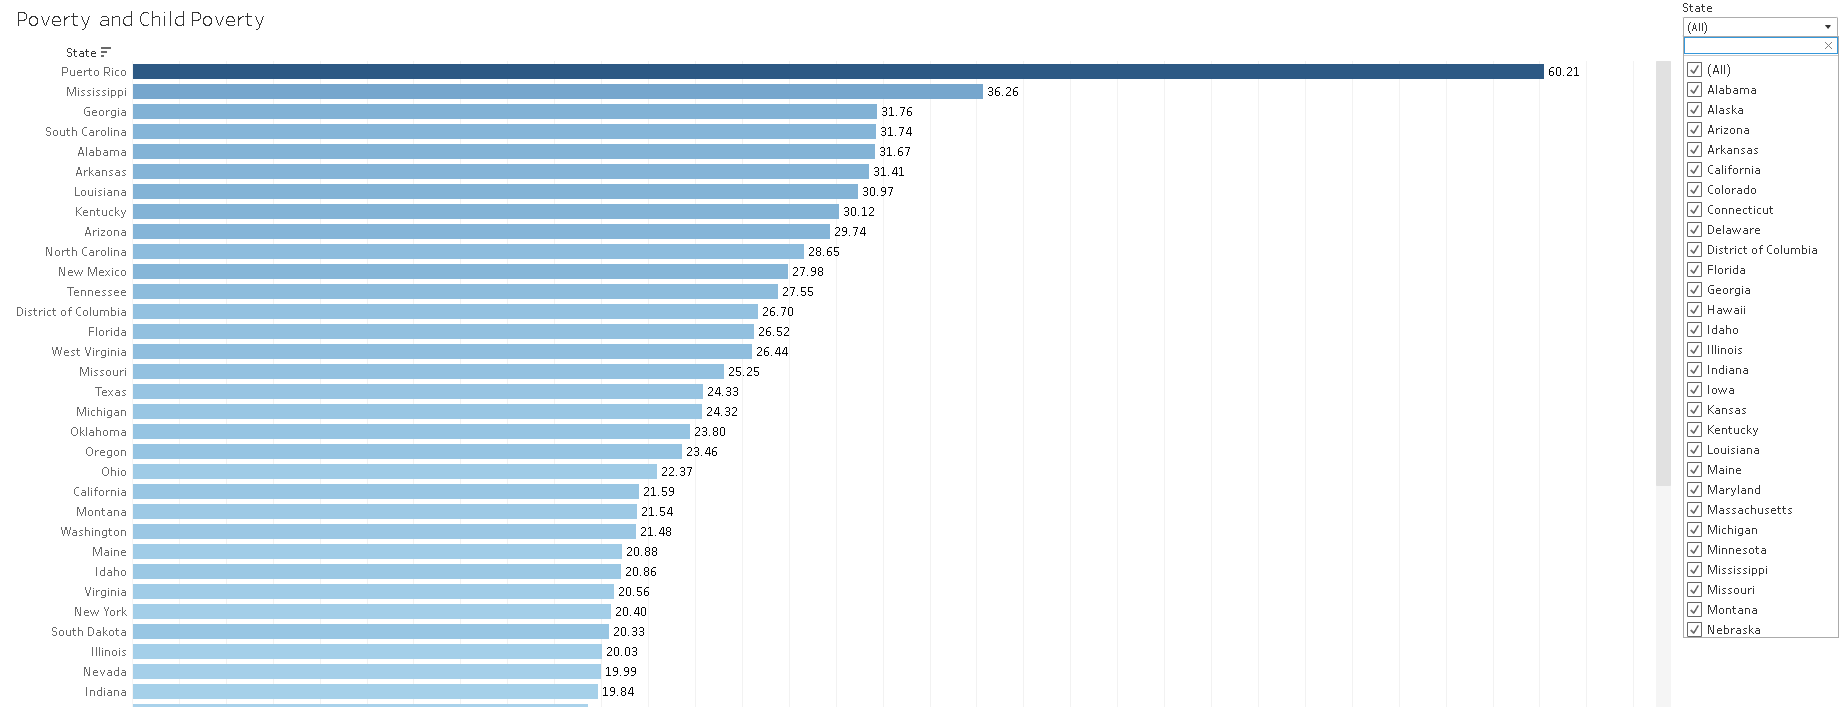 Poverty and Child Poverty
State
Puerto Rico 60.21
Mississippi 36.26
Georgia 31.76
South Carolina 31.74
Alabama 31.67
Arkansas 31.41
Louisiana 30.97
Kentucky 30.12
Arizona 29.74
North Carolina 28.65
New Mexico 27.98
Tennessee 27.55
District of Columbia 26.70
Florida 26.52
West Virginia 26.44
Missouri 25.25
Texas 24.33
Michigan 24.32
Oklahoma 23.80
Oregon 23.46
Ohio 22.37
California 21.59
Montana 21.54
Washington 21.48
Maine 20.88
Idaho 20.86
Virginia 20.56
New York 20.40
South Dakota 20.33
Illinois 20.03
Nevada 19.99
Indiana 19.84
State
(All)
(All)
Alabama
Alaska
Arizona
Arkansas
California
Colorado
Connecticut
Delaware
District of Columbia
Florida
Georgia
Hawaii
Idaho
Illinois
Indiana
Iowa
Kansas
Kentucky
Louisiana
Maine
Maryland
Massachusetts
Michigan
Minnesota
Mississippi
Missouri
Montana
Nebraska